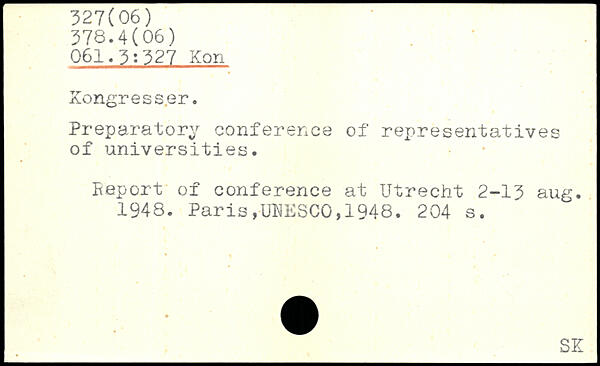 327(06)
378.4(06)
061.3:327 Kon
Kongresser.
Preparatory conference of representatives
of universities.
Report of conference at Utrecht 2-13 aug.
1948. Paris,UNESCO,1948. 204 s.
SK